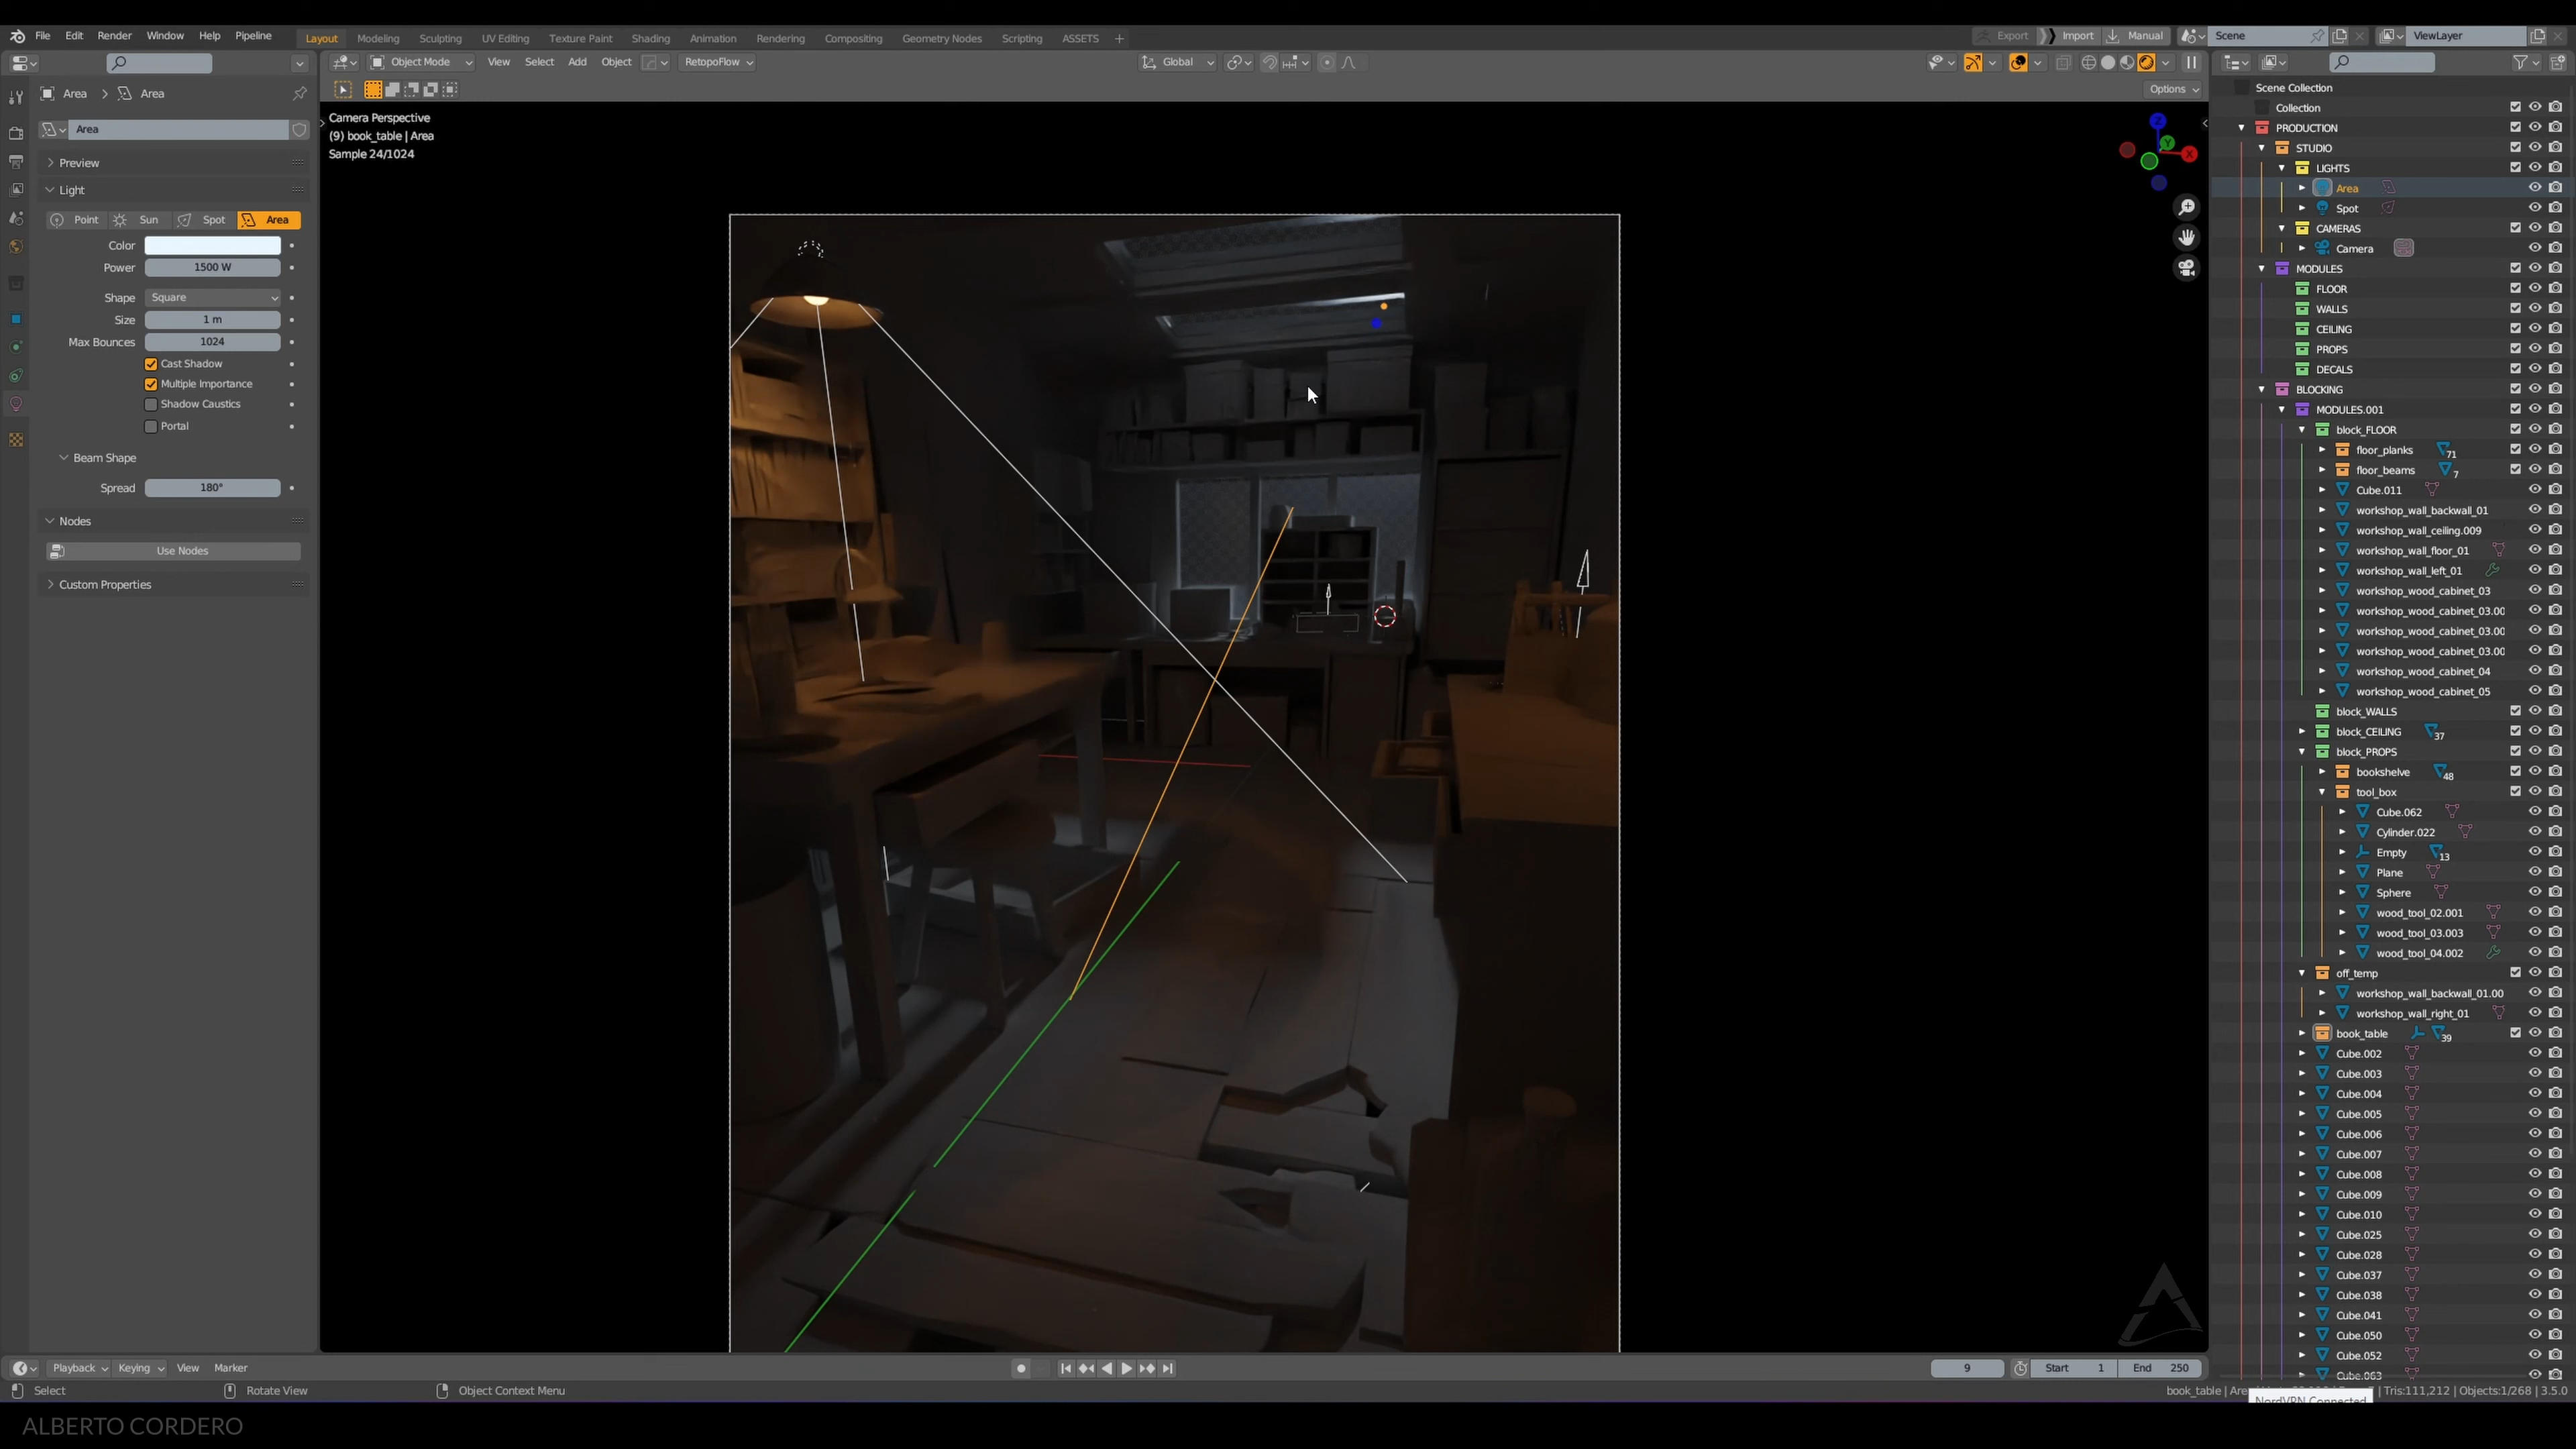 File Edit Render Window Help Pipeline
Layout Modeling Sculpting UV Editing Texture Paint Shading Animation Rendering Compositing Geometry Nodes Scripting ASSETS +
Export Import Manual Scene ViewLayer
Object Mode View Select Add Object RetopoFlow Global
Options
Area > Area
Area
Preview
Light
Point Sun Spot Area
Color
Power 1500 W
Shape Square
Size 1 m
Max Bounces 1024
Cast Shadow
Multiple Importance
Shadow Caustics
Portal
Beam Shape
Spread 180°
Nodes
Use Nodes
Custom Properties
Camera Perspective
(9) book_table | Area
Sample 24/1024
Z
Y
X
Scene Collection
Collection
PRODUCTION
STUDIO
LIGHTS
Area
Spot
CAMERAS
Camera
MODULES
FLOOR
WALLS
CEILING
PROPS
DECALS
BLOCKING
MODULES.001
block_FLOOR
floor_planks 71
floor_beams 7
Cube.011
workshop_wall_backwall_01
workshop_wall_ceiling.009
workshop_wall_floor_01
workshop_wall_left_01
workshop_wood_cabinet_03
workshop_wood_cabinet_03.00
workshop_wood_cabinet_03.00
workshop_wood_cabinet_03.00
workshop_wood_cabinet_04
workshop_wood_cabinet_05
block_WALLS
block_CEILING 37
block_PROPS
bookshelve 48
tool_box
Cube.062
Cylinder.022
Empty 13
Plane
Sphere
wood_tool_02.001
wood_tool_03.003
wood_tool_04.002
off_temp
workshop_wall_backwall_01.00
workshop_wall_right_01
book_table 39
Cube.002
Cube.003
Cube.004
Cube.005
Cube.006
Cube.007
Cube.008
Cube.009
Cube.010
Cube.025
Cube.028
Cube.037
Cube.038
Cube.041
Cube.050
Cube.052
Cube.063
Playback Keying View Marker
9 Start 1 End 250
Select Rotate View Object Context Menu
book_table | Are Tris:111,212 | Objects:1/268 | 3.5.0
NordVPN Connected
ALBERTO CORDERO